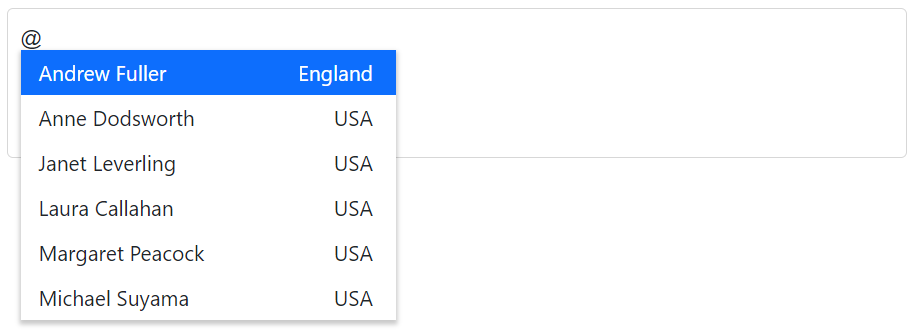 @
Andrew Fuller England
Anne Dodsworth USA
Janet Leverling USA
Laura Callahan USA
Margaret Peacock USA
Michael Suyama USA